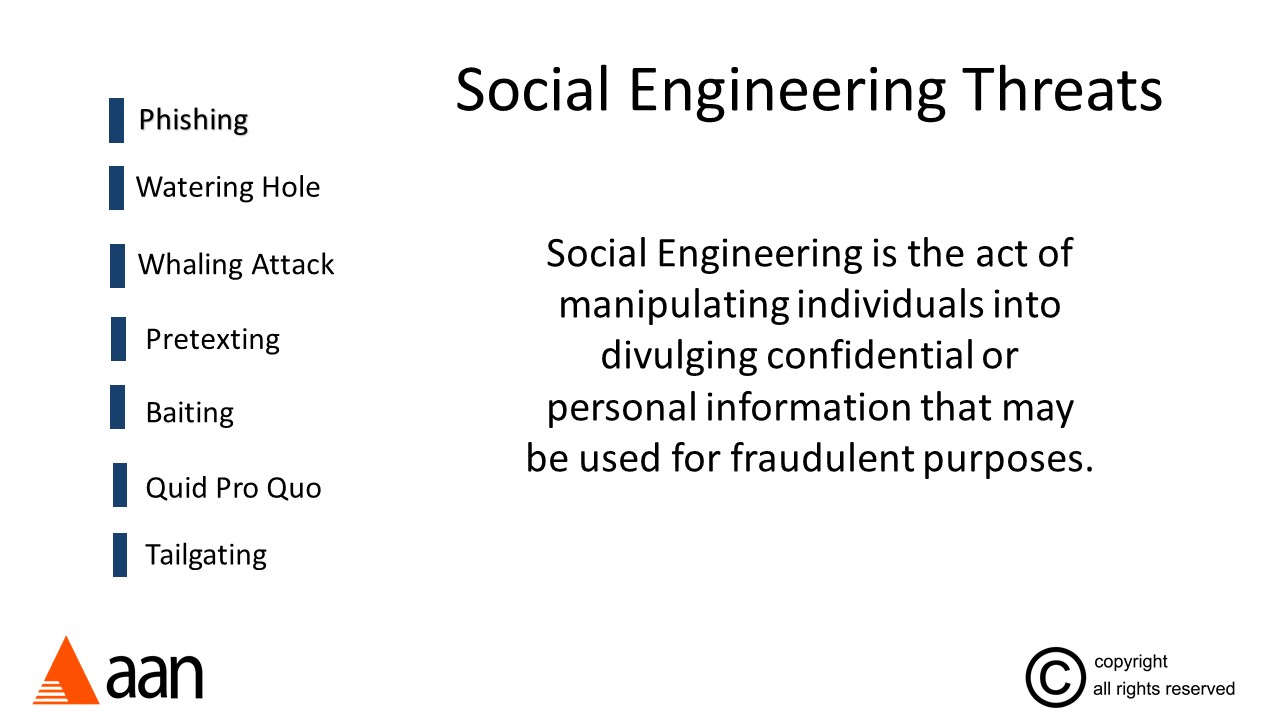 Social Engineering Threats
Phishing
Watering Hole
Whaling Attack
Pretexting
Baiting
Quid Pro Quo
Tailgating
Social Engineering is the act of
manipulating individuals into
divulging confidential or
personal information that may
be used for fraudulent purposes.
aan
© copyright
all rights reserved